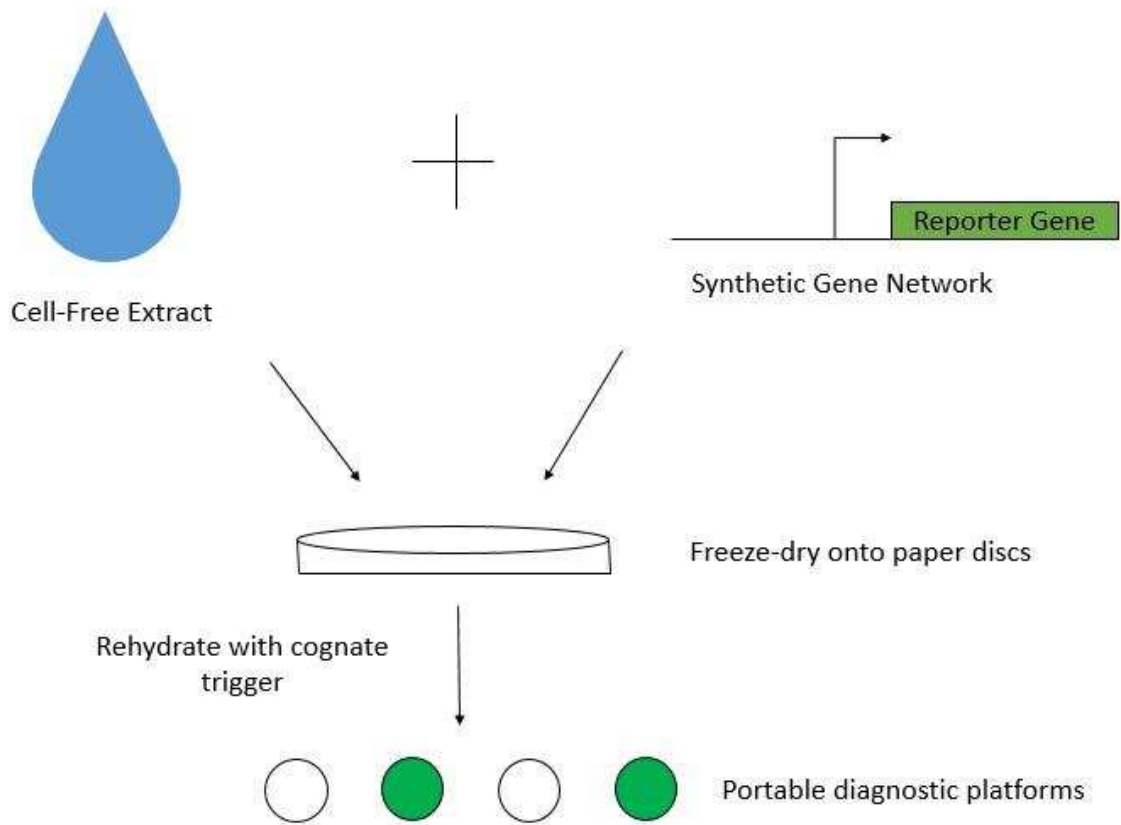 Reporter Gene
Synthetic Gene Network
Cell-Free Extract
Freeze-dry onto paper discs
Rehydrate with cognate
trigger
Portable diagnostic platforms